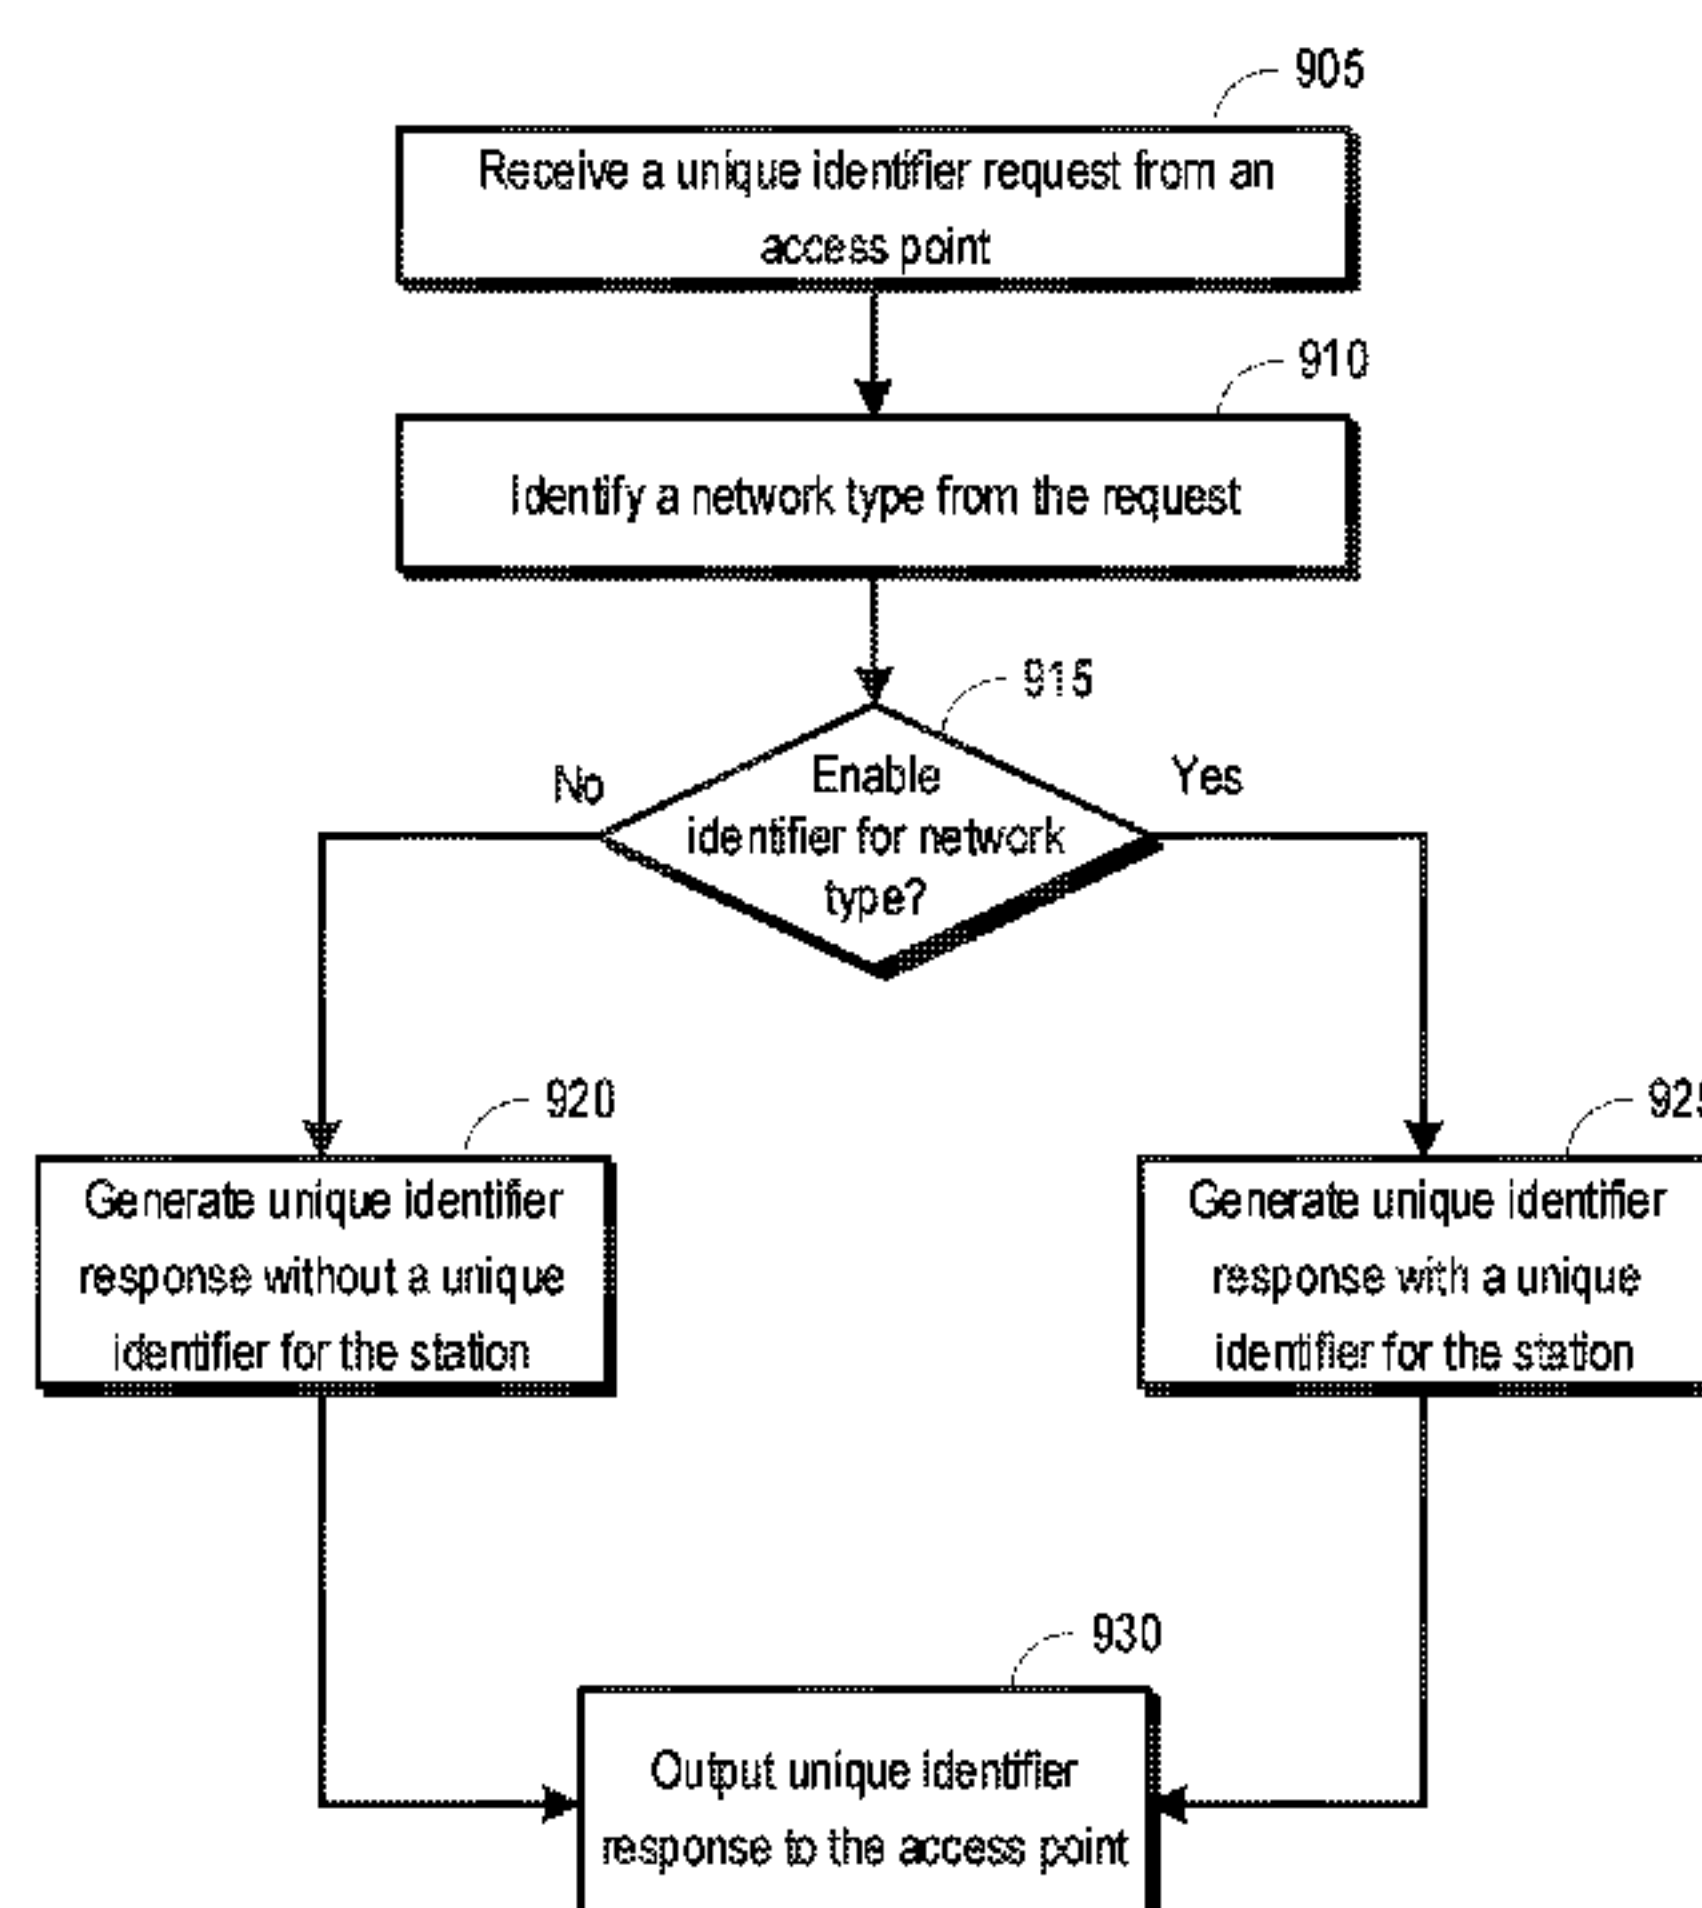 905
Receive a unique identifier request from an
access point
910
Identify a network type from the request
915
No
Yes
Enable
identifier for network
type?
920
Generate unique identifier
response without a unique
identifier for the station
Generate unique identifier
response with a unique
identifier for the station
930
Output unique identifier
response to the access point